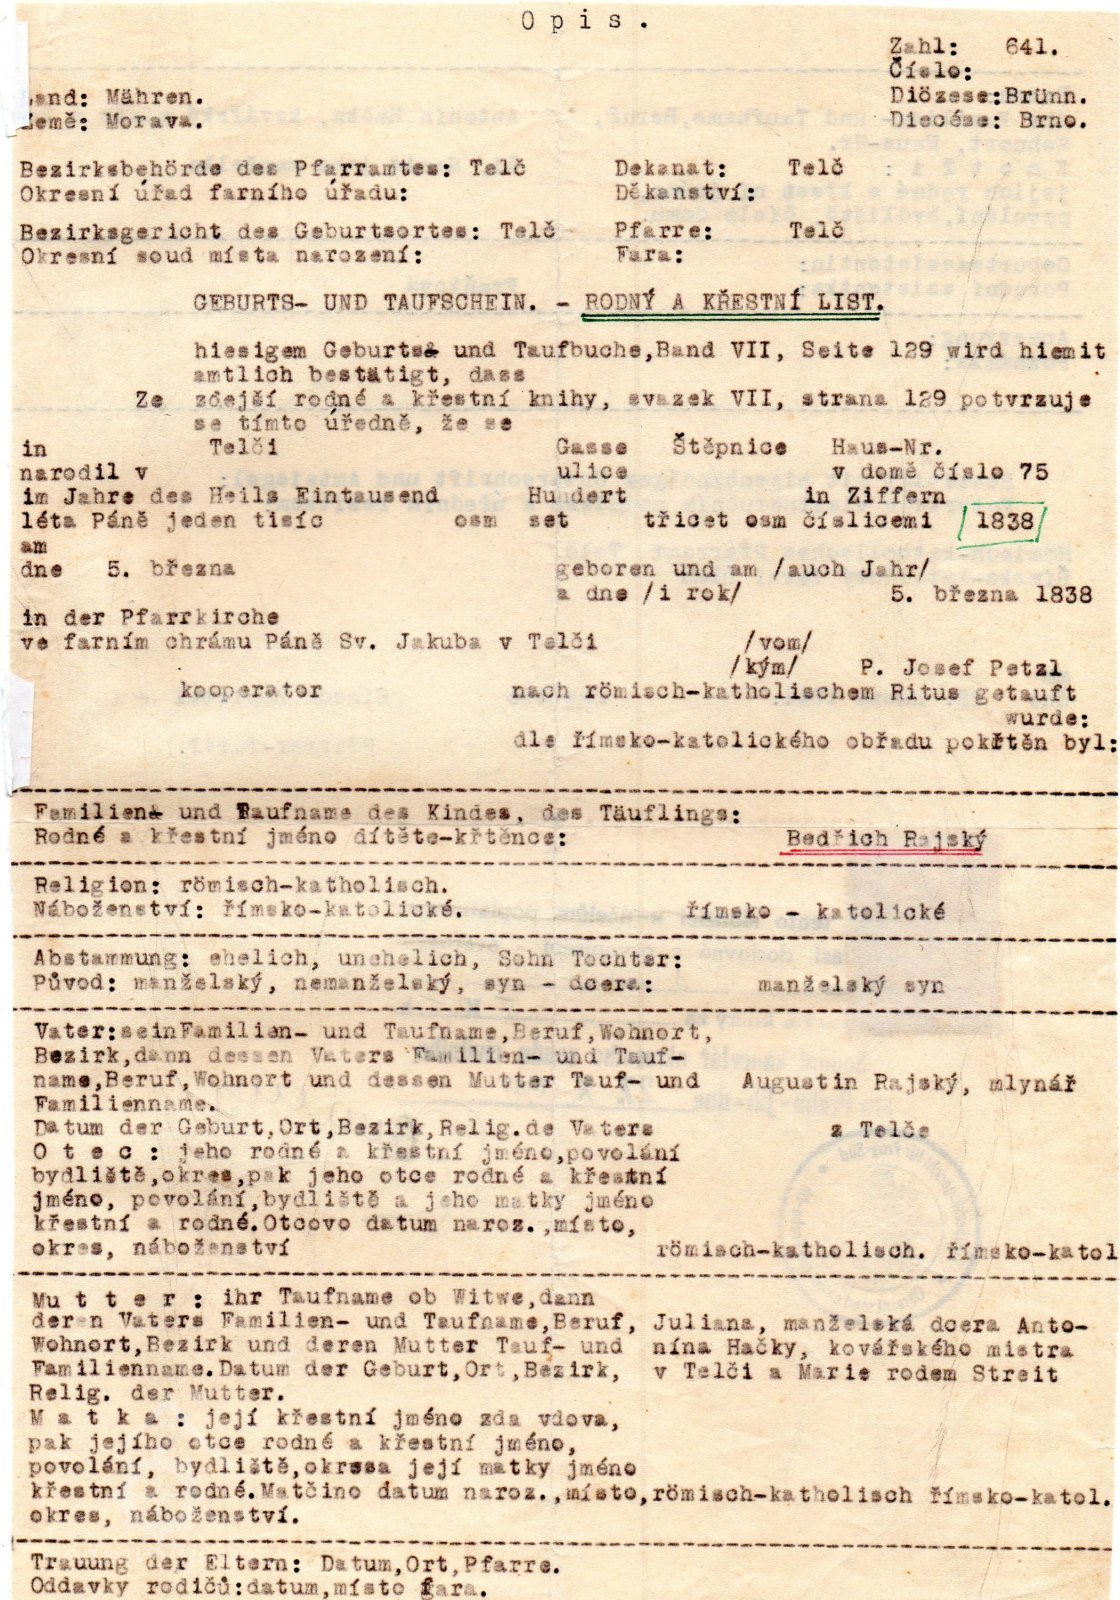 Opis.
Zahl: 641.
Číslo:
Land: Mähren. Diözese:Brünn.
Země: Morava. Diecése: Brno.
Bezirksbehörde des Pfarramtes: Telč Dekanat: Telč
Okresní úřad farního úřadu: Děkanství:
Bezirksgericht des Geburtsortes: Telč Pfarre: Telč
Okresní soud místa narození: Fara:
GEBURTS- UND TAUFSCHEIN. - RODNÝ A KŘESTNÍ LIST.
hiesigem Geburts& und Taufbuche,Band VII, Seite 129 wird hiemit
amtlich bestätigt, dass
Ze zdejší rodné a křestní knihy, svazek VII, strana 129 potvrzuje
se tímto úředně, že se
in Telči Gasse Štěpnice Haus-Nr.
narodil v ulice v domě číslo 75
im Jahre des Heils Eintausend Hundert in Ziffern
léta Páně jeden tisíc osm set třicet osm číslicemi 1838
am
dne 5. března geboren und am /auch Jahr/
a dne /i rok/ 5. března 1838
in der Pfarrkirche
ve farním chrámu Páně Sv. Jakuba v Telči /vom/
/kým/ P. Josef Petzl
kooperator nach römisch-katholischem Ritus getauft
wurde:
dle římsko-katolického obřadu pokřtěn byl:
Familien& und Taufname des Kindes, des Täuflings:
Rodné a křestní jméno dítěte-křtěnce: Bedřich Rajský
Religion: römisch-katholisch.
Náboženství: římsko-katolické. římsko - katolické
Abstammung: ehelich, unehelich, Sohn Tochter:
Původ: manželský, nemanželský, syn - dcera: manželský syn
Vater:seinFamilien- und Taufname,Beruf,Wohnort,
Bezirk,dann dessen Vaters Familien- und Tauf-
name,Beruf,Wohnort und dessen Mutter Tauf- und Augustin Rajský, mlynář
Familienname.
Datum der Geburt,Ort,Bezirk,Relig.de Vaters z Telče
O t e c : jeho rodné a křestní jméno,povolání
bydliště,okres,pak jeho otce rodné a křestní
jméno, povolání,bydliště a jeho matky jméno
křestní a rodné.Otcovo datum naroz.,místo,
okres, náboženství römisch-katholisch. římsko-katol
M u t t e r : ihr Taufname ob Witwe,dann
deren Vaters Familien- und Taufname,Beruf, Juliana, manželská dcera Anto-
Wohnort,Bezirk und deren Mutter Tauf- und nína Hačky, kovářského mistra
Familienname.Datum der Geburt,Ort,Bezirk, v Telči a Marie rodem Streit
Relig. der Mutter.
M a t k a : její křestní jméno zda vdova,
pak jejího otce rodné a křestní jméno,
povolání, bydliště,okresa její matky jméno
křestní a rodné.Matčino datum naroz.,místo,römisch-katholisch římsko-katol.
okres, náboženství.
Trauung der Eltern: Datum,Ort,Pfarre.
Oddavky rodičů:datum,místo fara.